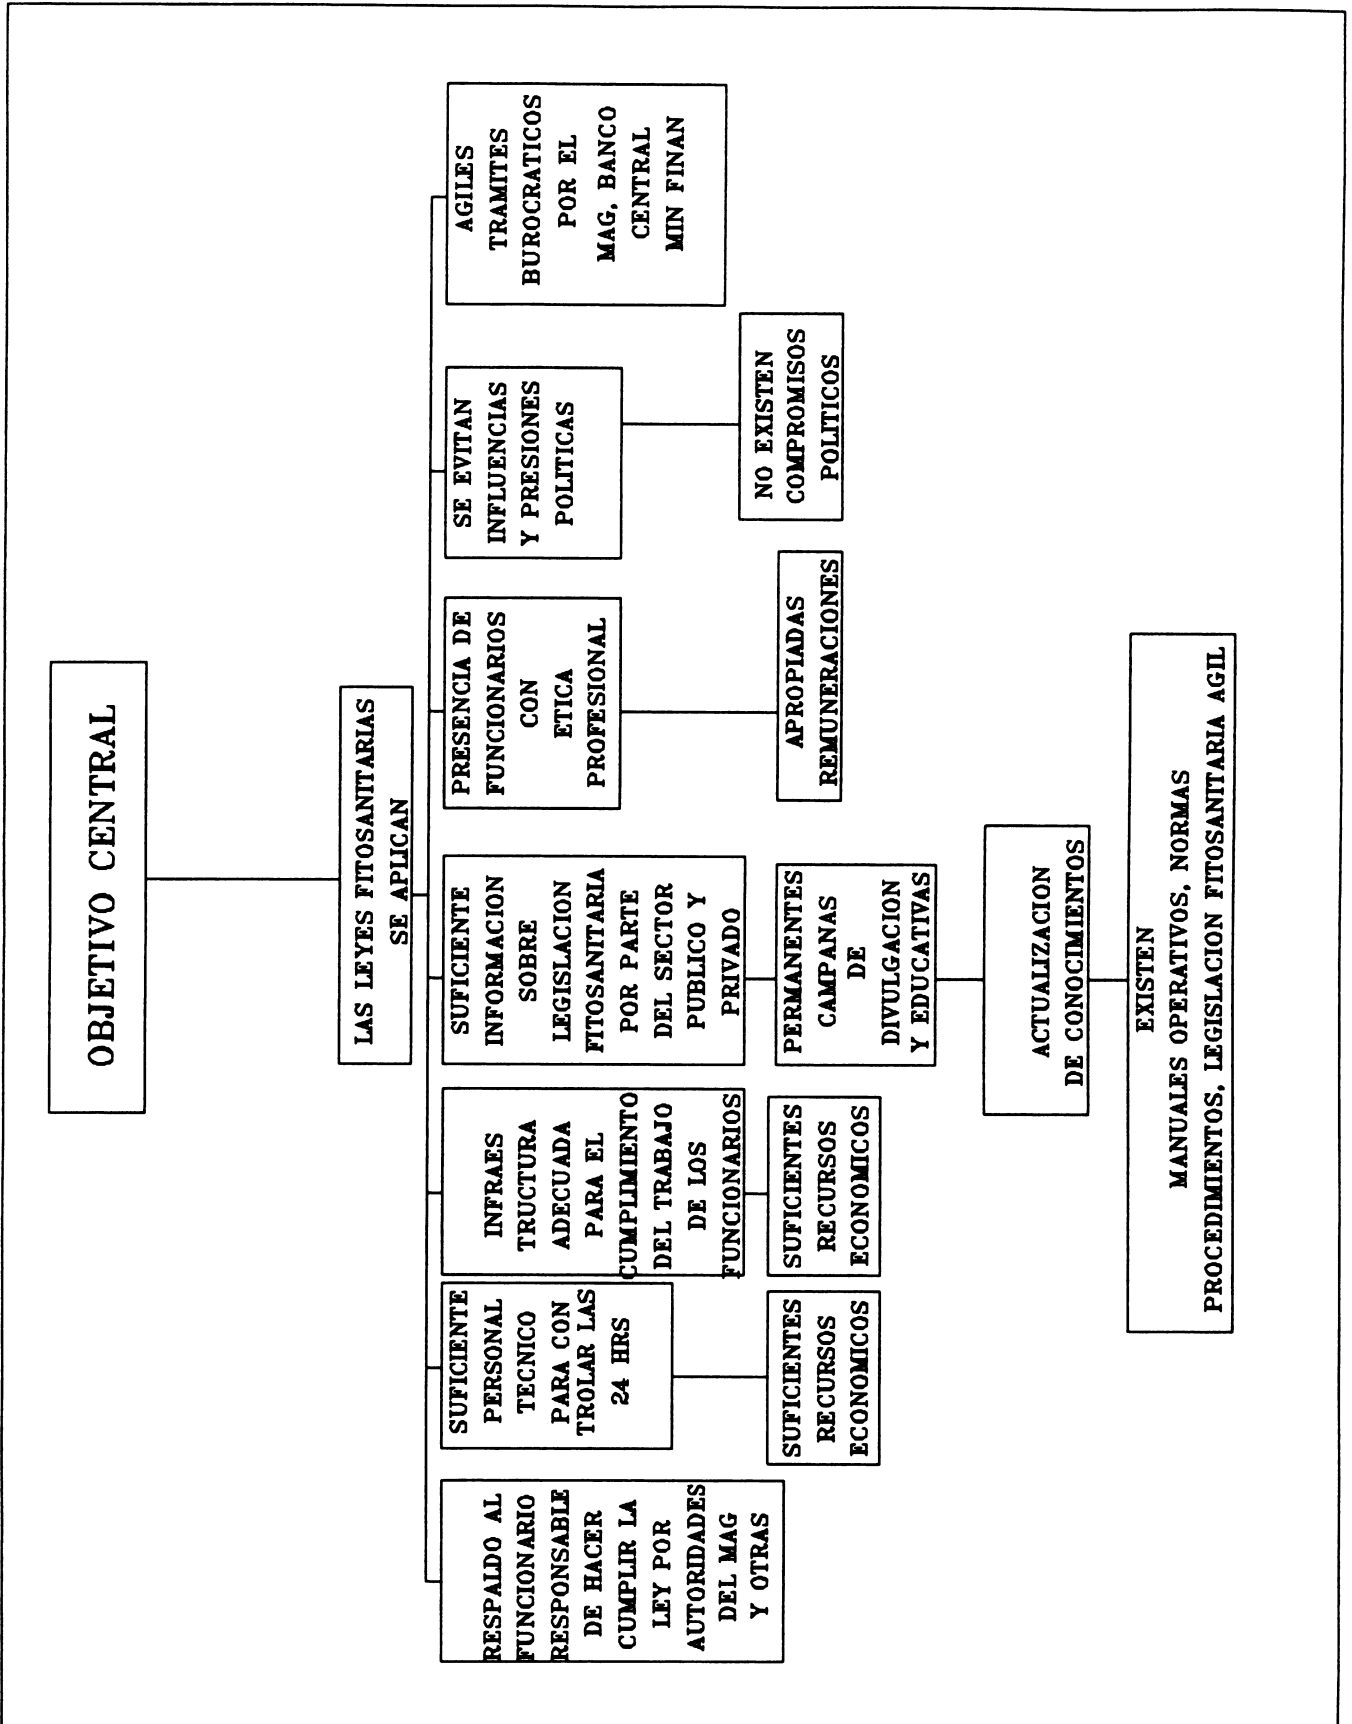 OBJETIVO CENTRAL
LAS LEYES FITOSANITARIAS
SE APLICAN
RESPALDO AL
FUNCIONARIO
RESPONSABLE
DE HACER
CUMPLIR LA
LEY POR
AUTORIDADES
DEL MAG
Y OTRAS
SUFICIENTE
PERSONAL
TECNICO
PARA CON
TROLAR LAS
24 HRS
SUFICIENTES
RECURSOS
ECONOMICOS
INFRAES
TRUCTURA
ADECUADA
PARA EL
CUMPLIMIENTO
DEL TRABAJO
DE LOS
FUNCIONARIOS
SUFICIENTES
RECURSOS
ECONOMICOS
SUFICIENTE
INFORMACION
SOBRE
LEGISLACION
FITOSANITARIA
POR PARTE
DEL SECTOR
PUBLICO Y
PRIVADO
PERMANENTES
CAMPANAS
DE
DIVULGACION
Y EDUCATIVAS
ACTUALIZACION
DE CONOCIMIENTOS
EXISTEN
MANUALES OPERATIVOS, NORMAS
PROCEDIMIENTOS, LEGISLACION FITOSANITARIA AGIL
PRESENCIA DE
FUNCIONARIOS
CON
ETICA
PROFESIONAL
APROPIADAS
REMUNERACIONES
SE EVITAN
INFLUENCIAS
Y PRESIONES
POLITICAS
NO EXISTEN
COMPROMISOS
POLITICOS
AGILES
TRAMITES
BUROCRATICOS
POR EL
MAG, BANCO
CENTRAL
MIN FINAN